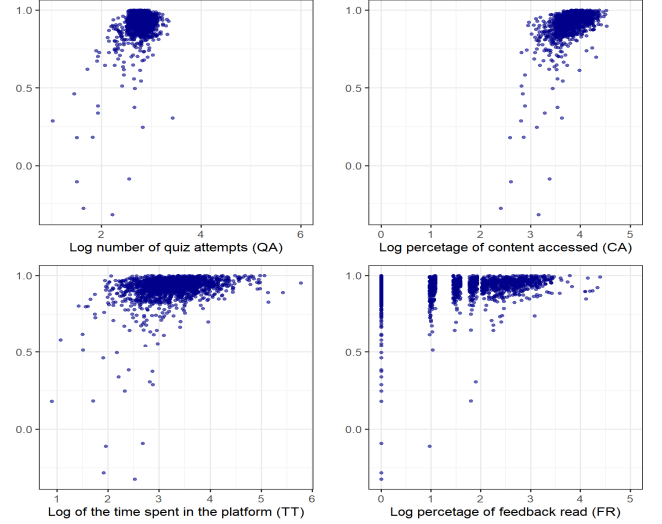 1.0
0.5
0.0
2 4 6
Log number of quiz attempts (QA)
1.0
0.5
0.0
0 1 2 3 4 5
Log percentage of content accessed (CA)
1.0
0.5
0.0
1 2 3 4 5 6
Log of the time spent in the platform (TT)
1.0
0.5
0.0
0 1 2 3 4 5
Log percentage of feedback read (FR)